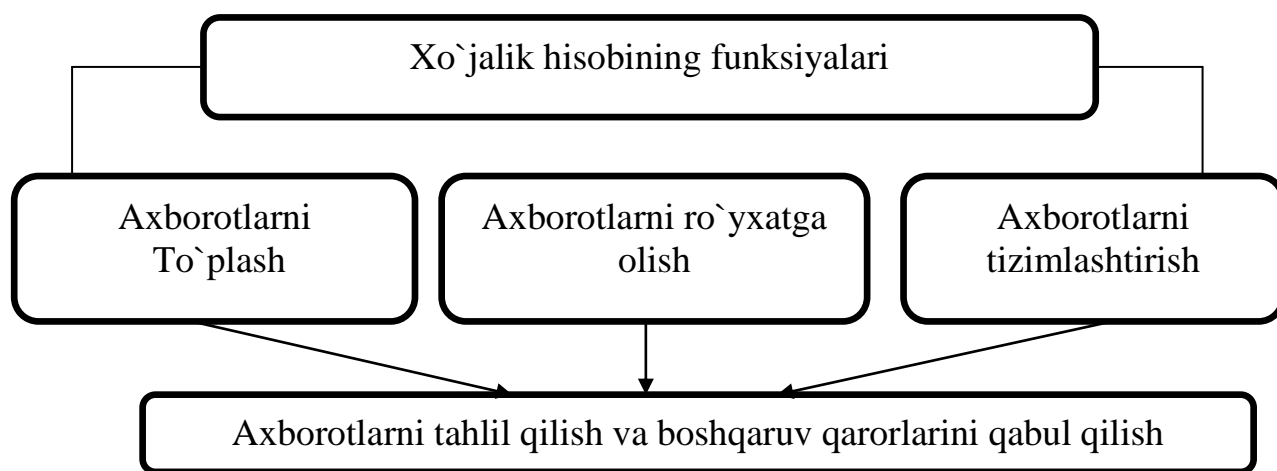 Xo`jalik hisobining funksiyalari
Axborotlarni
To`plash
Axborotlarni ro`yxatga
olish
Axborotlarni
tizimlashtirish
Axborotlarni tahlil qilish va boshqaruv qarorlarini qabul qilish